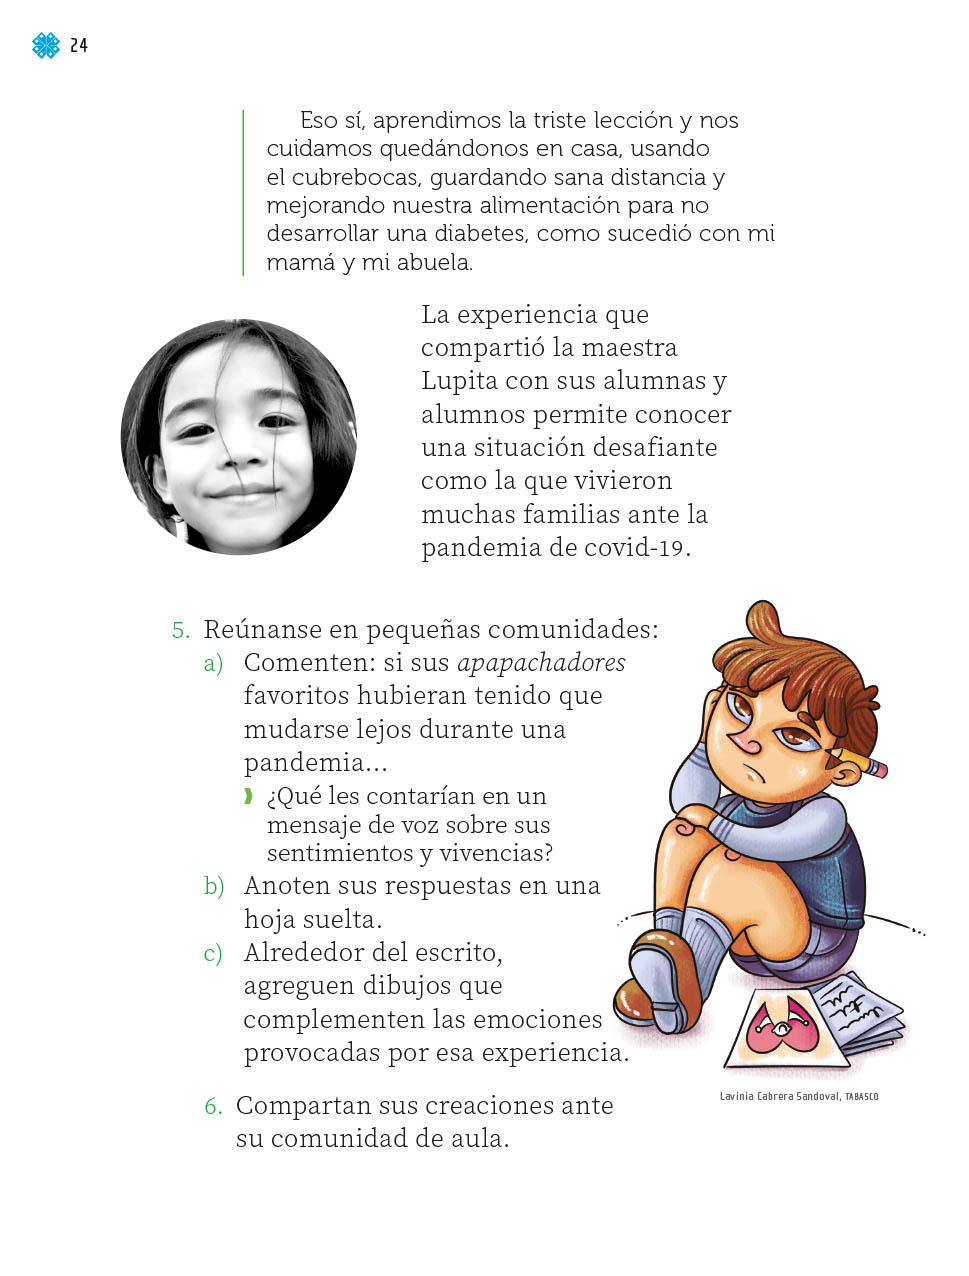 24
Eso sí, aprendimos la triste lección y nos
cuidamos quedándonos en casa, usando
el cubrebocas, guardando sana distancia y
mejorando nuestra alimentación para no
desarrollar una diabetes, como sucedió con mi
mamá y mi abuela.
La experiencia que
compartió la maestra
Lupita con sus alumnas y
alumnos permite conocer
una situación desafiante
como la que vivieron
muchas familias ante la
pandemia de covid-19.
5. Reúnanse en pequeñas comunidades:
a) Comenten: si sus apapachadores
favoritos hubieran tenido que
mudarse lejos durante una
pandemia...
¿Qué les contarían en un
mensaje de voz sobre sus
sentimientos y vivencias?
b) Anoten sus respuestas en una
hoja suelta.
c) Alrededor del escrito,
agreguen dibujos que
complementen las emociones
provocadas por esa experiencia.
Lavinia Cabrera Sandoval, TABASCO
6. Compartan sus creaciones ante
su comunidad de aula.